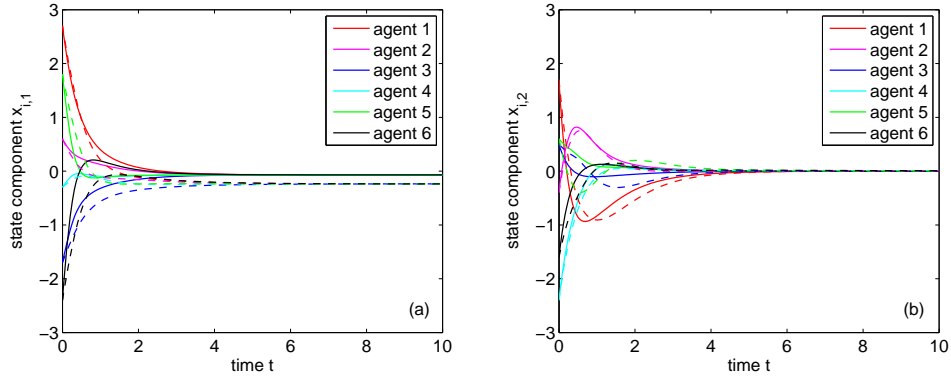 3
2
1
0
−1
−2
−3
state component x_{i,1}
agent 1
agent 2
agent 3
agent 4
agent 5
agent 6
(a)
0 2 4 6 8 10
time t
3
2
1
0
−1
−2
−3
state component x_{i,2}
agent 1
agent 2
agent 3
agent 4
agent 5
agent 6
(b)
0 2 4 6 8 10
time t